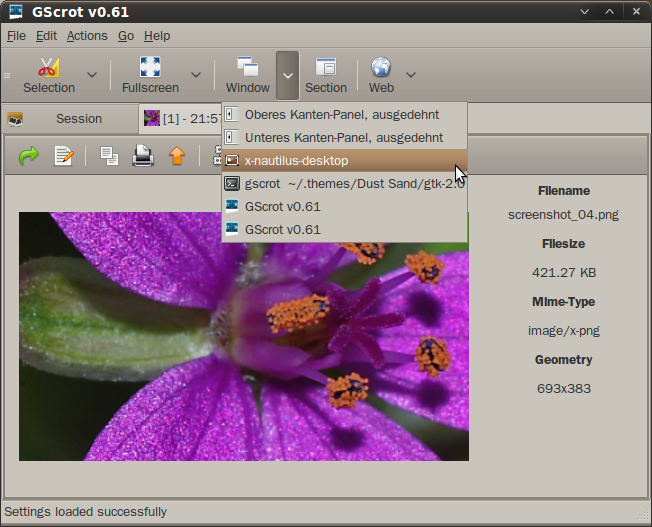 GScrot v0.61
File Edit Actions Go Help
Selection Fullscreen Window Section Web
Session [1] - 21:57
Oberes Kanten-Panel, ausgedehnt
Unteres Kanten-Panel, ausgedehnt
x-nautilus-desktop
gscrot ~/.themes/Dust Sand/gtk-2.0
GScrot v0.61
GScrot v0.61
Filename
screenshot_04.png
Filesize
421.27 KB
Mime-Type
image/x-png
Geometry
693x383
Settings loaded successfully